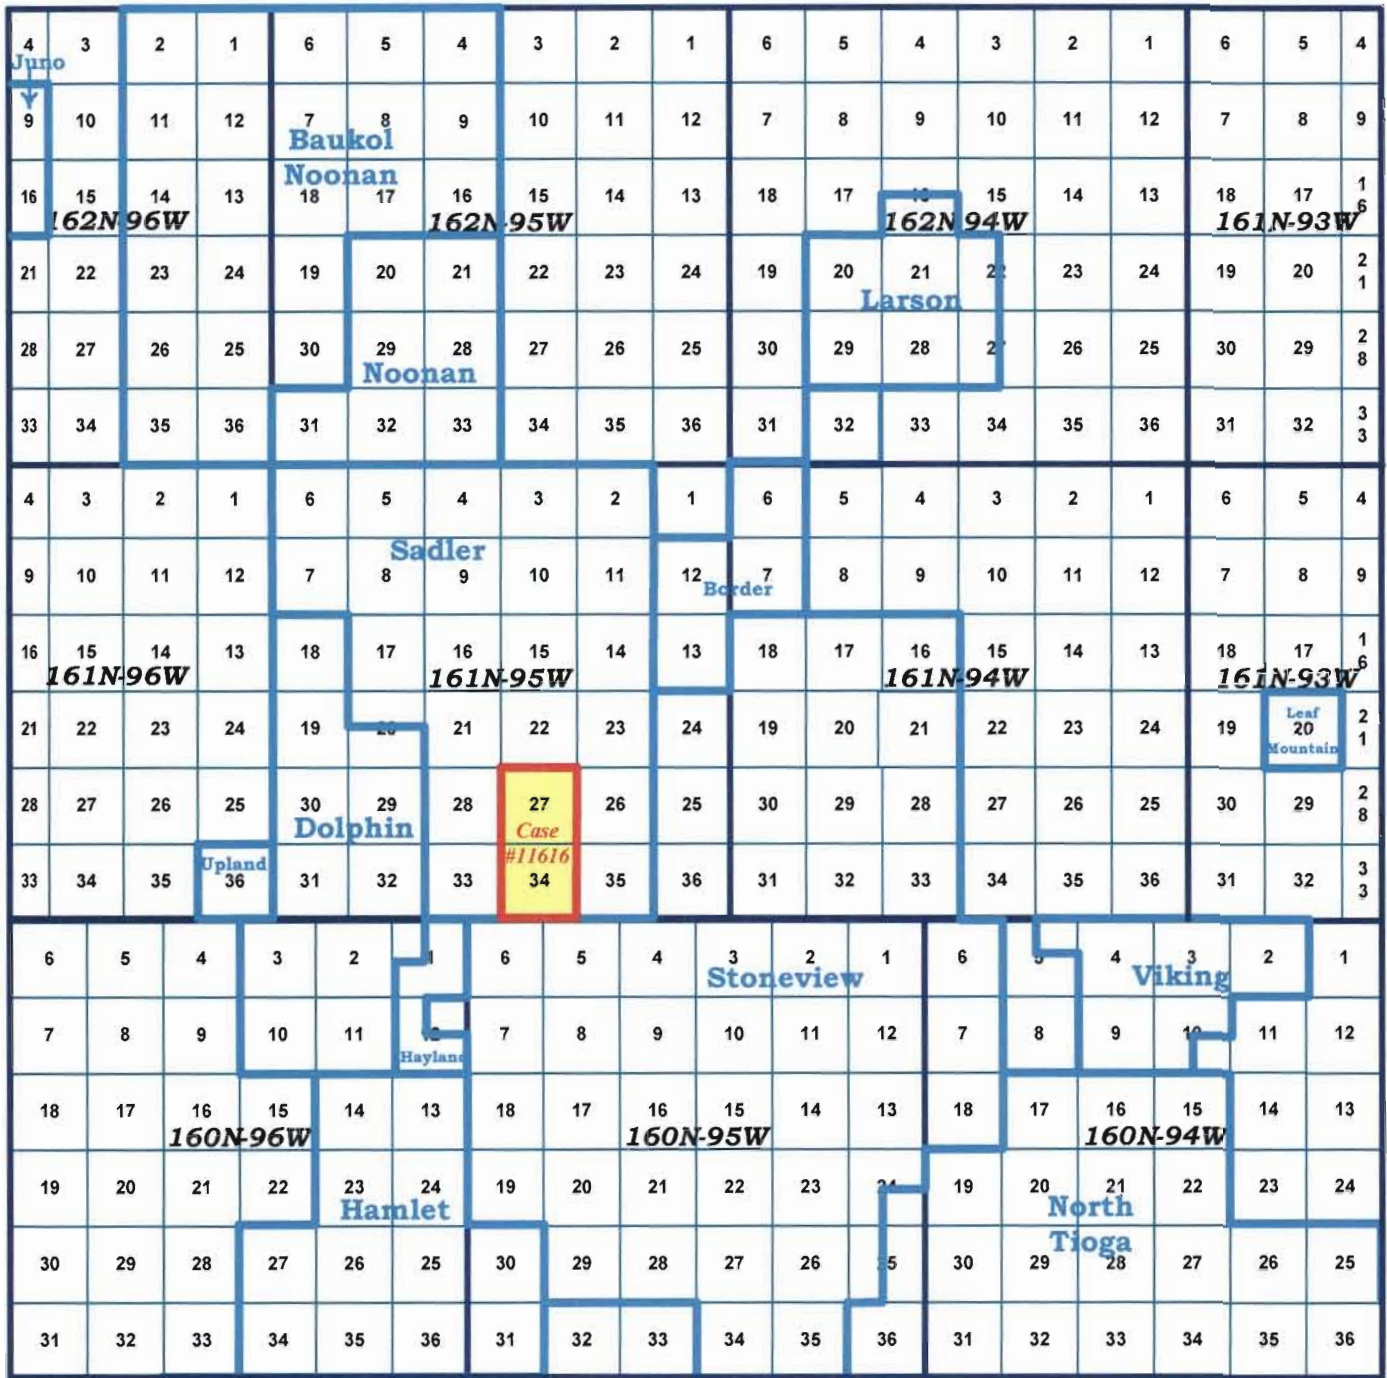 4 3 2 1 6 5 4 3 2 1 6 5 4 3 2 1 6 5 4
Juno
9 10 11 12 7 8 9 10 11 12 7 8 9 10 11 12 7 8 9
Baukol
Noonan
16 15 14 13 18 17 16 15 14 13 18 17 16 15 14 13 18 17 16
162N-96W 162N-95W 162N-94W 161N-93W
21 22 23 24 19 20 21 22 23 24 19 20 21 22 23 24 19 20 21
Larson
28 27 26 25 30 29 28 27 26 25 30 29 28 27 26 25 30 29 28
Noonan
33 34 35 36 31 32 33 34 35 36 31 32 33 34 35 36 31 32 33
4 3 2 1 6 5 4 3 2 1 6 5 4 3 2 1 6 5 4
Sadler
9 10 11 12 7 8 9 10 11 12 7 8 9 10 11 12 7 8 9
Border
16 15 14 13 18 17 16 15 14 13 18 17 16 15 14 13 18 17 16
161N-96W 161N-95W 161N-94W 161N-93W
Leaf
21 22 23 24 19 20 21 22 23 24 19 20 21 22 23 24 19 20 21
Mountain
28 27 26 25 30 29 28 27 26 25 30 29 28 27 26 25 30 29 28
Dolphin Case
Upland #11616
33 34 35 36 31 32 33 34 35 36 31 32 33 34 35 36 31 32 33
6 5 4 3 2 1 6 5 4 3 2 1 6 5 4 3 2 1
Stoneview Viking
7 8 9 10 11 12 7 8 9 10 11 12 7 8 9 10 11 12
Hayland
18 17 16 15 14 13 18 17 16 15 14 13 18 17 16 15 14 13
160N-96W 160N-95W 160N-94W
19 20 21 22 23 24 19 20 21 22 23 24 19 20 21 22 23 24
Hamlet North
Tioga
30 29 28 27 26 25 30 29 28 27 26 25 30 29 28 27 26 25
31 32 33 34 35 36 31 32 33 34 35 36 31 32 33 34 35 36